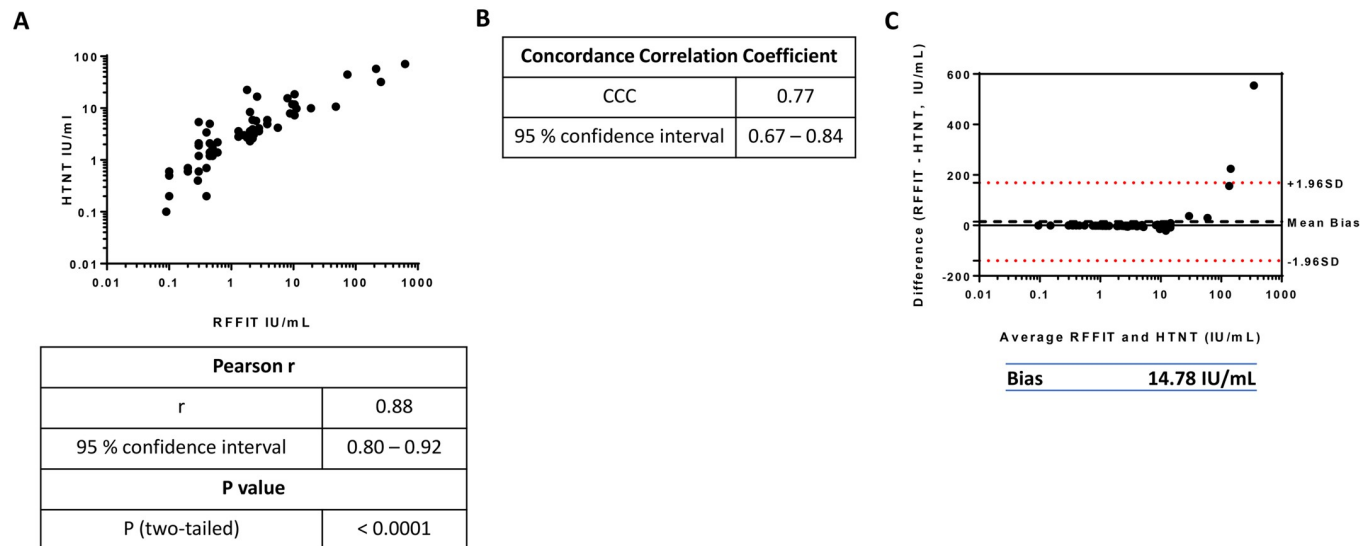 A
HTNT IU/ml
100
10
1
0.1
0.01
0.01 0.1 1 10 100 1000
RFFIT IU/mL
Pearson r
r 0.88
95 % confidence interval 0.80 – 0.92
P value
P (two-tailed) < 0.0001
B
Concordance Correlation Coefficient
CCC 0.77
95 % confidence interval 0.67 – 0.84
C
Difference (RFFIT - HTNT, IU/mL)
600
400
200
0
-200
+1.96SD
Mean Bias
-1.96SD
0.01 0.1 1 10 100 1000
Average RFFIT and HTNT (IU/mL)
Bias 14.78 IU/mL